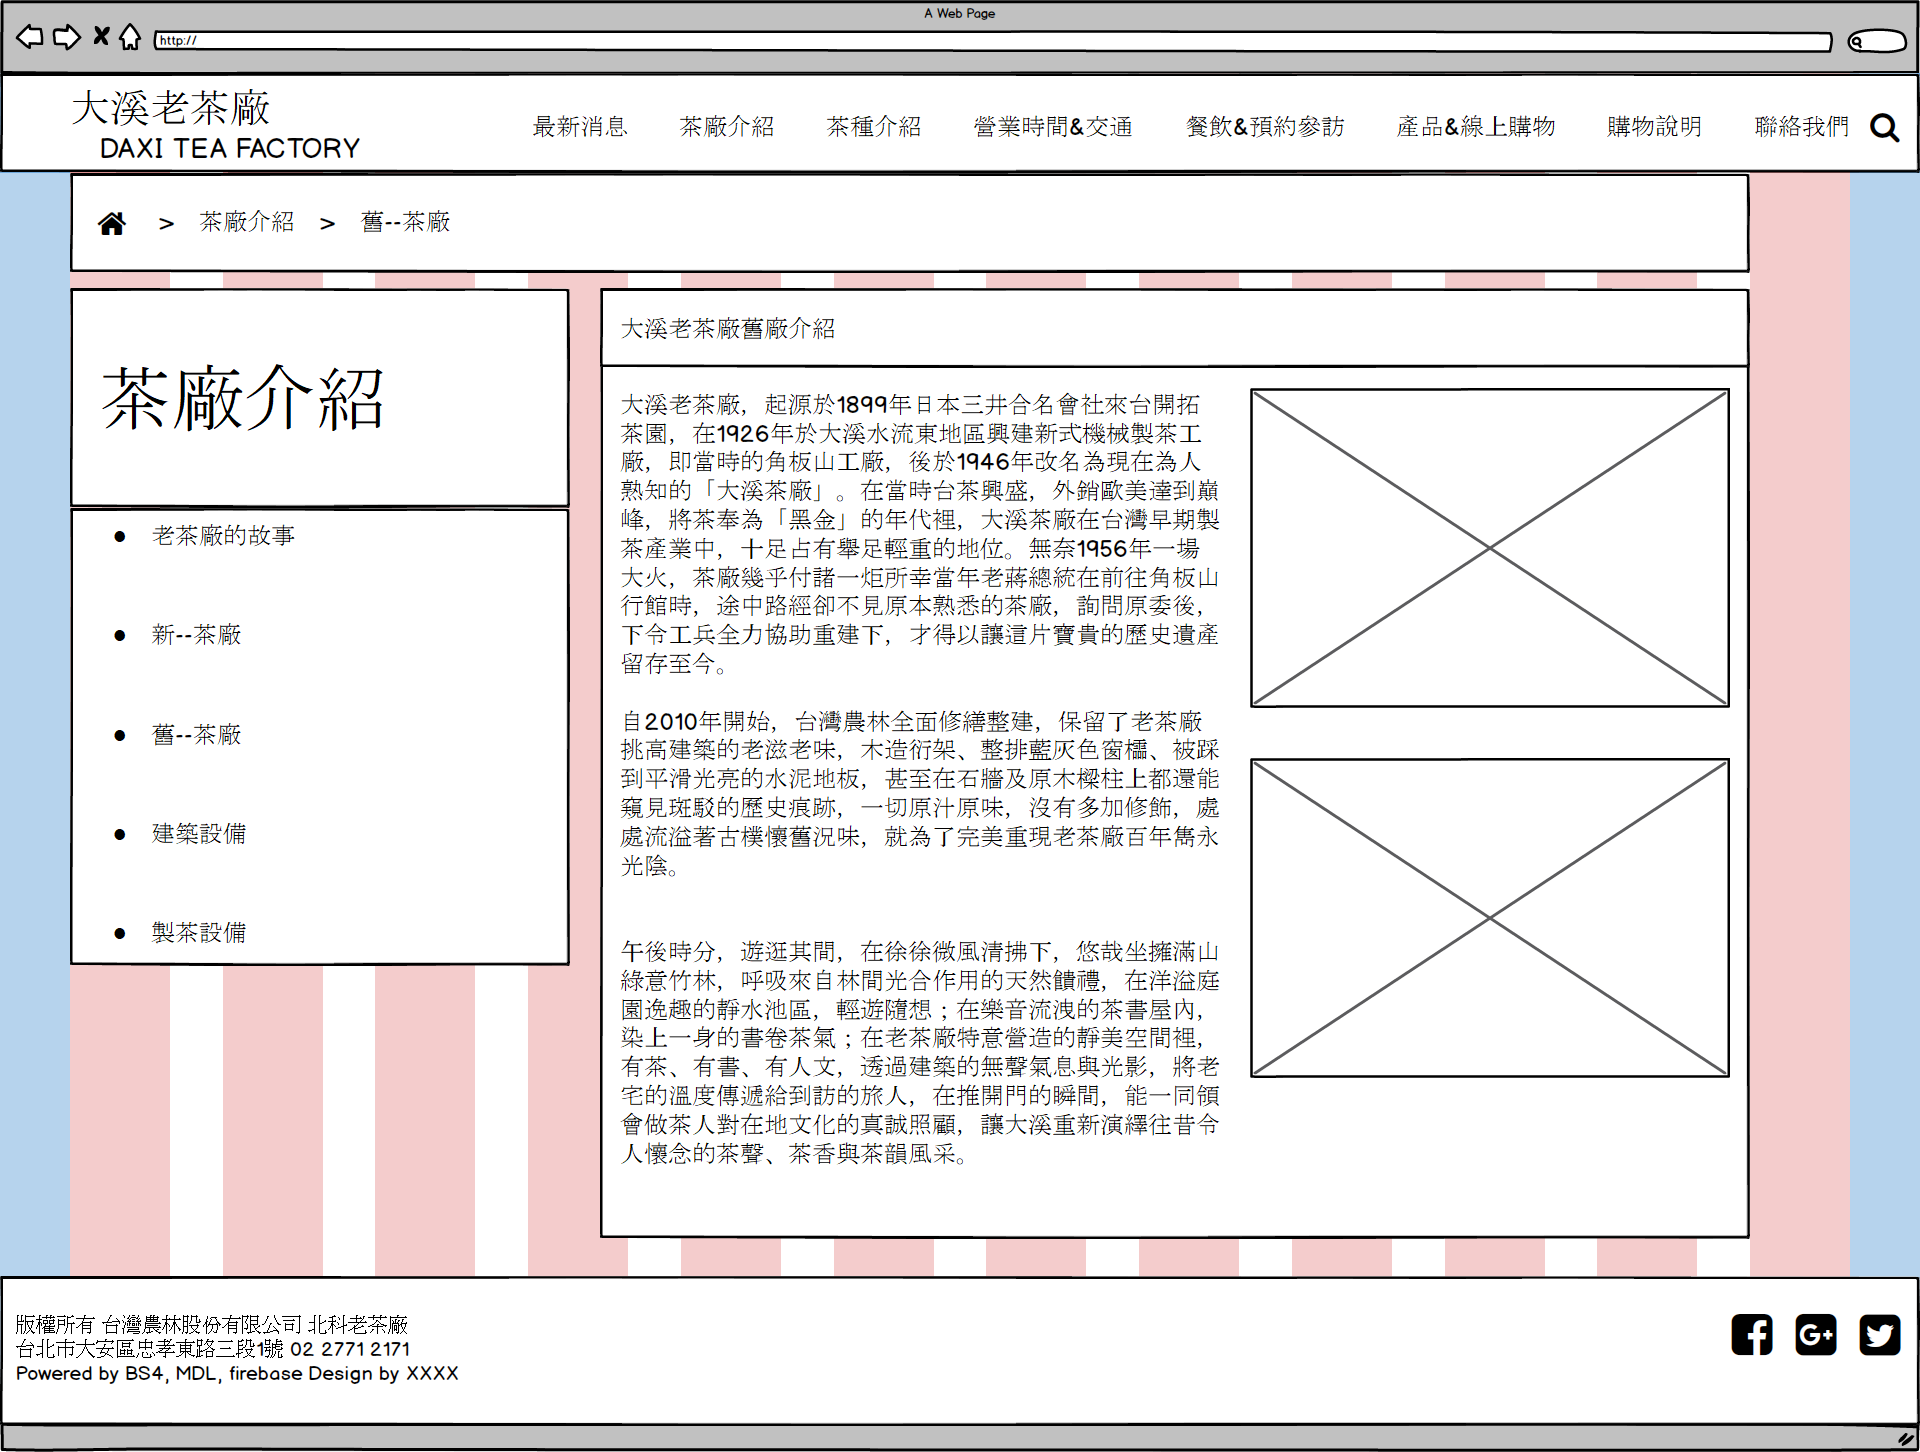 A Web Page
http://
大溪老茶廠
DAXI TEA FACTORY
最新消息 茶廠介紹 茶種介紹 營業時間&交通 餐飲&預約參訪 產品&線上購物 購物說明 聯絡我們
> 茶廠介紹 > 舊--茶廠
茶廠介紹
• 老茶廠的故事
• 新--茶廠
• 舊--茶廠
• 建築設備
• 製茶設備
大溪老茶廠舊廠介紹
大溪老茶廠，起源於1899年日本三井合名會社來台開拓
茶園，在1926年於大溪水流東地區興建新式機械製茶工
廠，即當時的角板山工廠，後於1946年改名為現在為人
熟知的「大溪茶廠」。在當時台茶興盛，外銷歐美達到巔
峰，將茶奉為「黑金」的年代裡，大溪茶廠在台灣早期製
茶產業中，十足占有舉足輕重的地位。無奈1956年一場
大火，茶廠幾乎付諸一炬所幸當年老蔣總統在前往角板山
行館時，途中路經卻不見原本熟悉的茶廠，詢問原委後，
下令工兵全力協助重建下，才得以讓這片寶貴的歷史遺產
留存至今。
自2010年開始，台灣農林全面修繕整建，保留了老茶廠
挑高建築的老滋老味，木造衍架、整排藍灰色窗櫺、被踩
到平滑光亮的水泥地板，甚至在石牆及原木樑柱上都還能
窺見斑駁的歷史痕跡，一切原汁原味，沒有多加修飾，處
處流溢著古樸懷舊況味，就為了完美重現老茶廠百年雋永
光陰。
午後時分，遊逛其間，在徐徐微風清拂下，悠哉坐擁滿山
綠意竹林，呼吸來自林間光合作用的天然饋禮，在洋溢庭
園逸趣的靜水池區，輕遊隨想；在樂音流洩的茶書屋內，
染上一身的書卷茶氣；在老茶廠特意營造的靜美空間裡，
有茶、有書、有人文，透過建築的無聲氣息與光影，將老
宅的溫度傳遞給到訪的旅人，在推開門的瞬間，能一同領
會做茶人對在地文化的真誠照顧，讓大溪重新演繹往昔令
人懷念的茶聲、茶香與茶韻風采。
版權所有 台灣農林股份有限公司 北科老茶廠
台北市大安區忠孝東路三段1號 02 2771 2171
Powered by BS4, MDL, firebase Design by XXXX